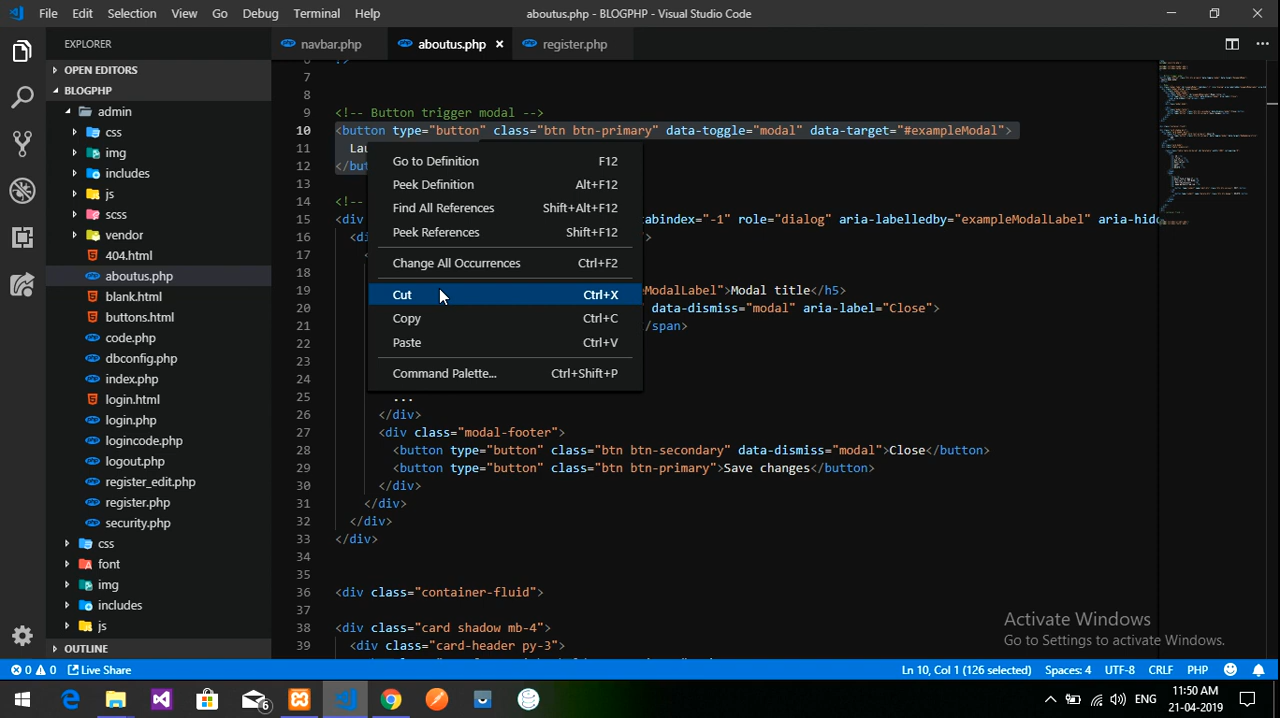 File Edit Selection View Go Debug Terminal Help
aboutus.php - BLOGPHP - Visual Studio Code
EXPLORER
navbar.php
aboutus.php ×
register.php
OPEN EDITORS
BLOGPHP
admin
css
img
includes
js
scss
vendor
404.html
aboutus.php
blank.html
buttons.html
code.php
dbconfig.php
index.php
login.html
login.php
logincode.php
logout.php
register_edit.php
register.php
security.php
css
font
img
includes
js
OUTLINE
7
8
9 <!-- Button trigger modal -->
10 <button type="button" class="btn btn-primary" data-toggle="modal" data-target="#exampleModal">
11 Lau
12 </but
13
14 <!--
15 <div abindex="-1" role="dialog" aria-labelledby="exampleModalLabel" aria-hid
16 <di >
17 <
18
19 eModalLabel">Modal title</h5>
20 data-dismiss="modal" aria-label="Close">
21 /span>
22
23
24
25 ...
26 </div>
27 <div class="modal-footer">
28 <button type="button" class="btn btn-secondary" data-dismiss="modal">Close</button>
29 <button type="button" class="btn btn-primary">Save changes</button>
30 </div>
31 </div>
32 </div>
33 </div>
34
35
36 <div class="container-fluid">
37
38 <div class="card shadow mb-4">
39 <div class="card-header py-3">
Go to Definition F12
Peek Definition Alt+F12
Find All References Shift+Alt+F12
Peek References Shift+F12
Change All Occurrences Ctrl+F2
Cut Ctrl+X
Copy Ctrl+C
Paste Ctrl+V
Command Palette... Ctrl+Shift+P
Activate Windows
Go to Settings to activate Windows.
0 0 Live Share
Ln 10, Col 1 (126 selected) Spaces: 4 UTF-8 CRLF PHP
6
ENG
11:50 AM
21-04-2019